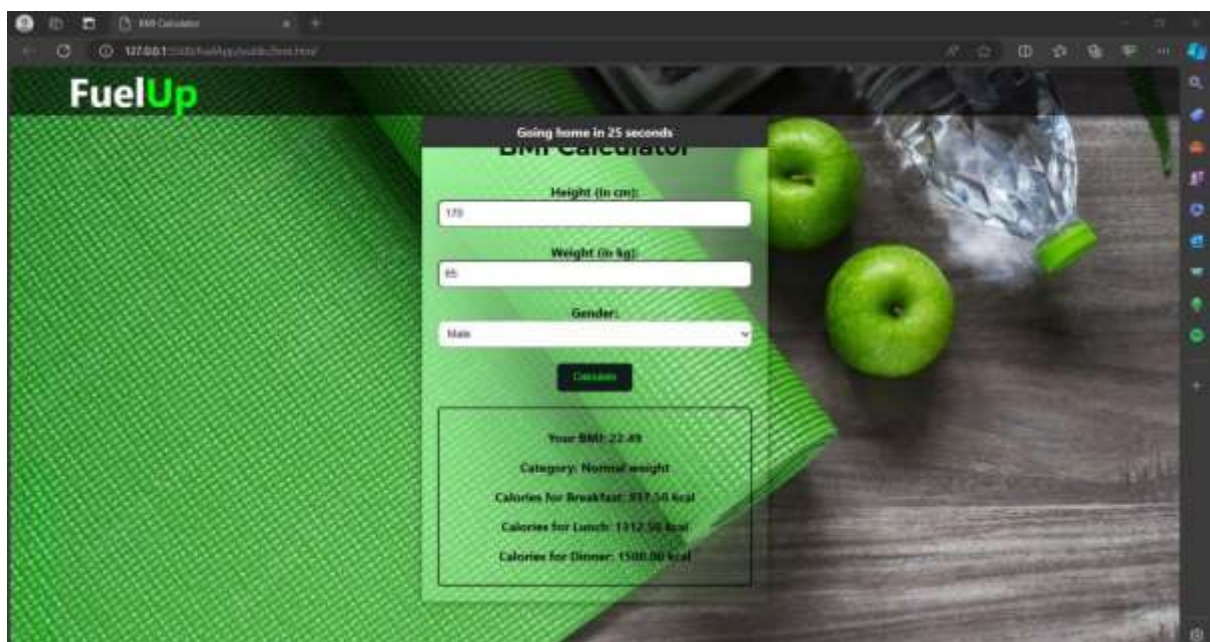 BMI Calculator
127.0.0.1
FuelUp
Going home in 25 seconds
BMI Calculator
Height (in cm):
170
Weight (in kg):
65
Gender:
Male
Calculate
Your BMI: 22.49
Category: Normal weight
Calories for Breakfast: 937.50 kcal
Calories for Lunch: 1312.50 kcal
Calories for Dinner: 1500.00 kcal